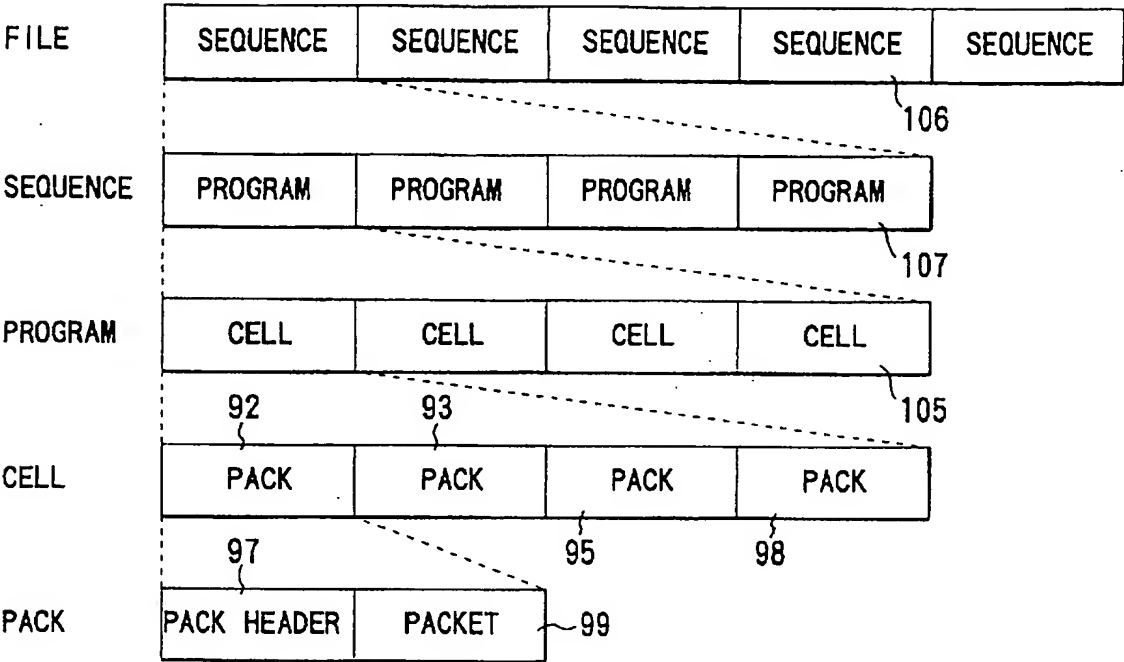 FILE SEQUENCE SEQUENCE SEQUENCE SEQUENCE SEQUENCE
106
SEQUENCE PROGRAM PROGRAM PROGRAM PROGRAM
107
PROGRAM CELL CELL CELL CELL
92 93 105
CELL PACK PACK PACK PACK
97 95 98
PACK PACK HEADER PACKET 99